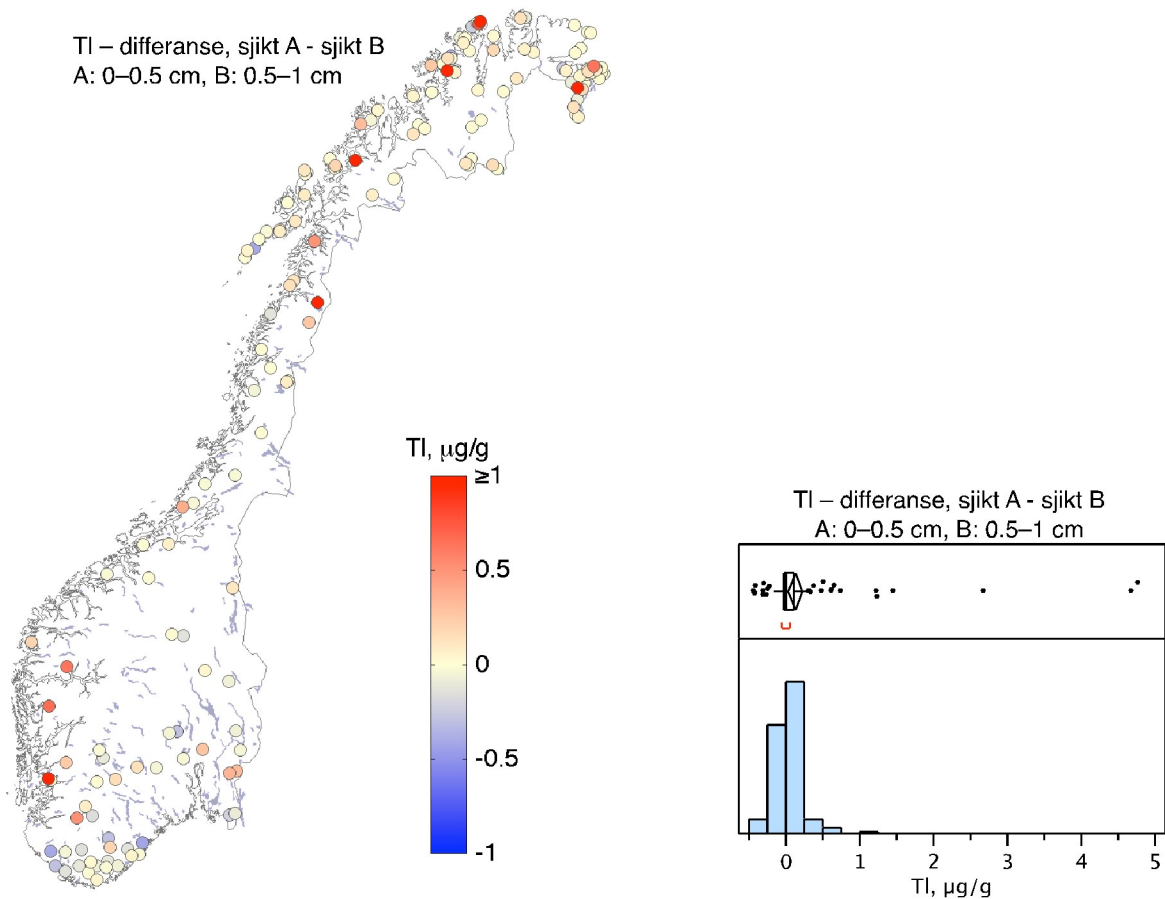 Tl – differanse, sjikt A - sjikt B
A: 0–0.5 cm, B: 0.5–1 cm
Tl, μg/g
≥1
0.5
0
-0.5
-1
Tl – differanse, sjikt A - sjikt B
A: 0–0.5 cm, B: 0.5–1 cm
0 1 2 3 4 5
Tl, μg/g